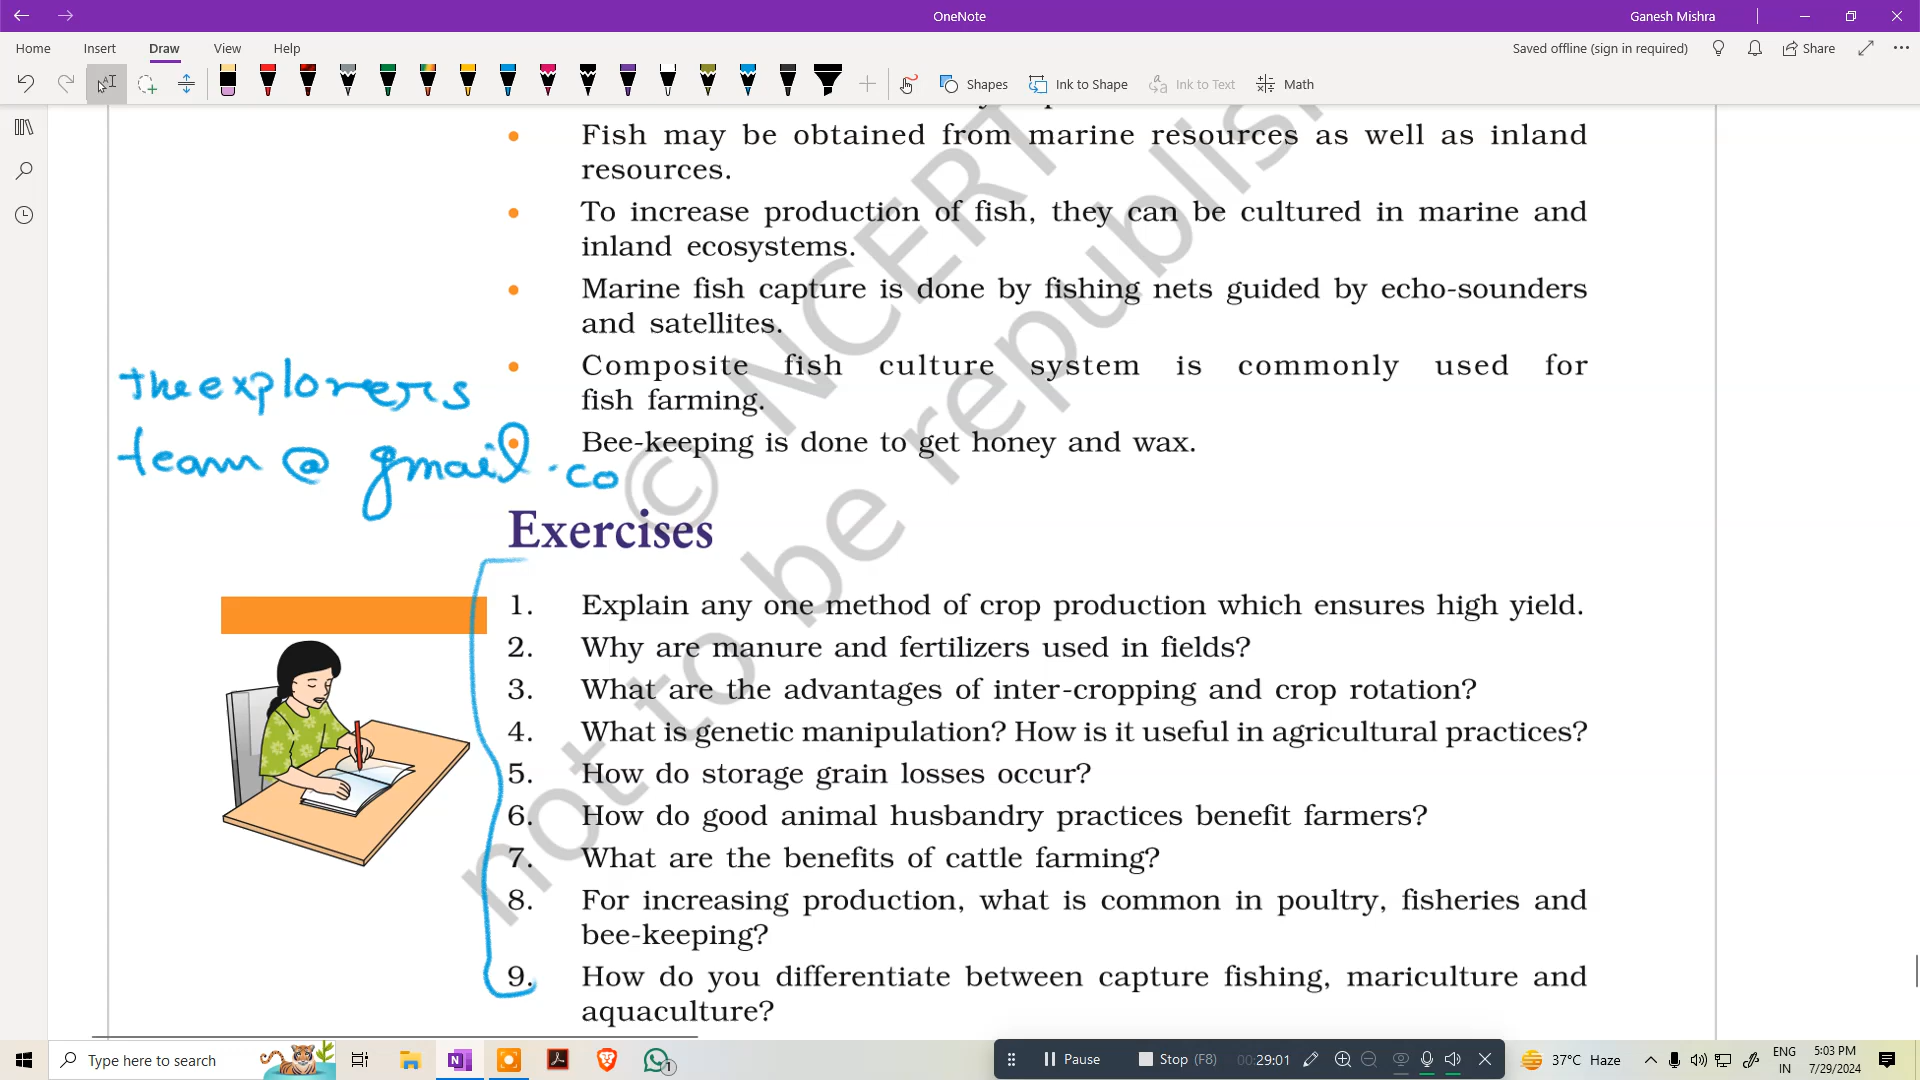 OneNote
Ganesh Mishra
Home Insert Draw View Help
Saved offline (sign in required)
Share
Shapes
Ink to Shape
Ink to Text
Math
Fish may be obtained from marine resources as well as inland
resources.
To increase production of fish, they can be cultured in marine and
inland ecosystems.
Marine fish capture is done by fishing nets guided by echo-sounders
and satellites.
Composite fish culture system is commonly used for
fish farming.
Bee-keeping is done to get honey and wax.
theexplorers
team @ gmail.co
© NCERT
not to be republis
Exercises
1. Explain any one method of crop production which ensures high yield.
2. Why are manure and fertilizers used in fields?
3. What are the advantages of inter-cropping and crop rotation?
4. What is genetic manipulation? How is it useful in agricultural practices?
5. How do storage grain losses occur?
6. How do good animal husbandry practices benefit farmers?
7. What are the benefits of cattle farming?
8. For increasing production, what is common in poultry, fisheries and
bee-keeping?
9. How do you differentiate between capture fishing, mariculture and
aquaculture?
Type here to search
Pause
Stop (F8)
00:29:01
37°C Haze
ENG
IN
5:03 PM
7/29/2024